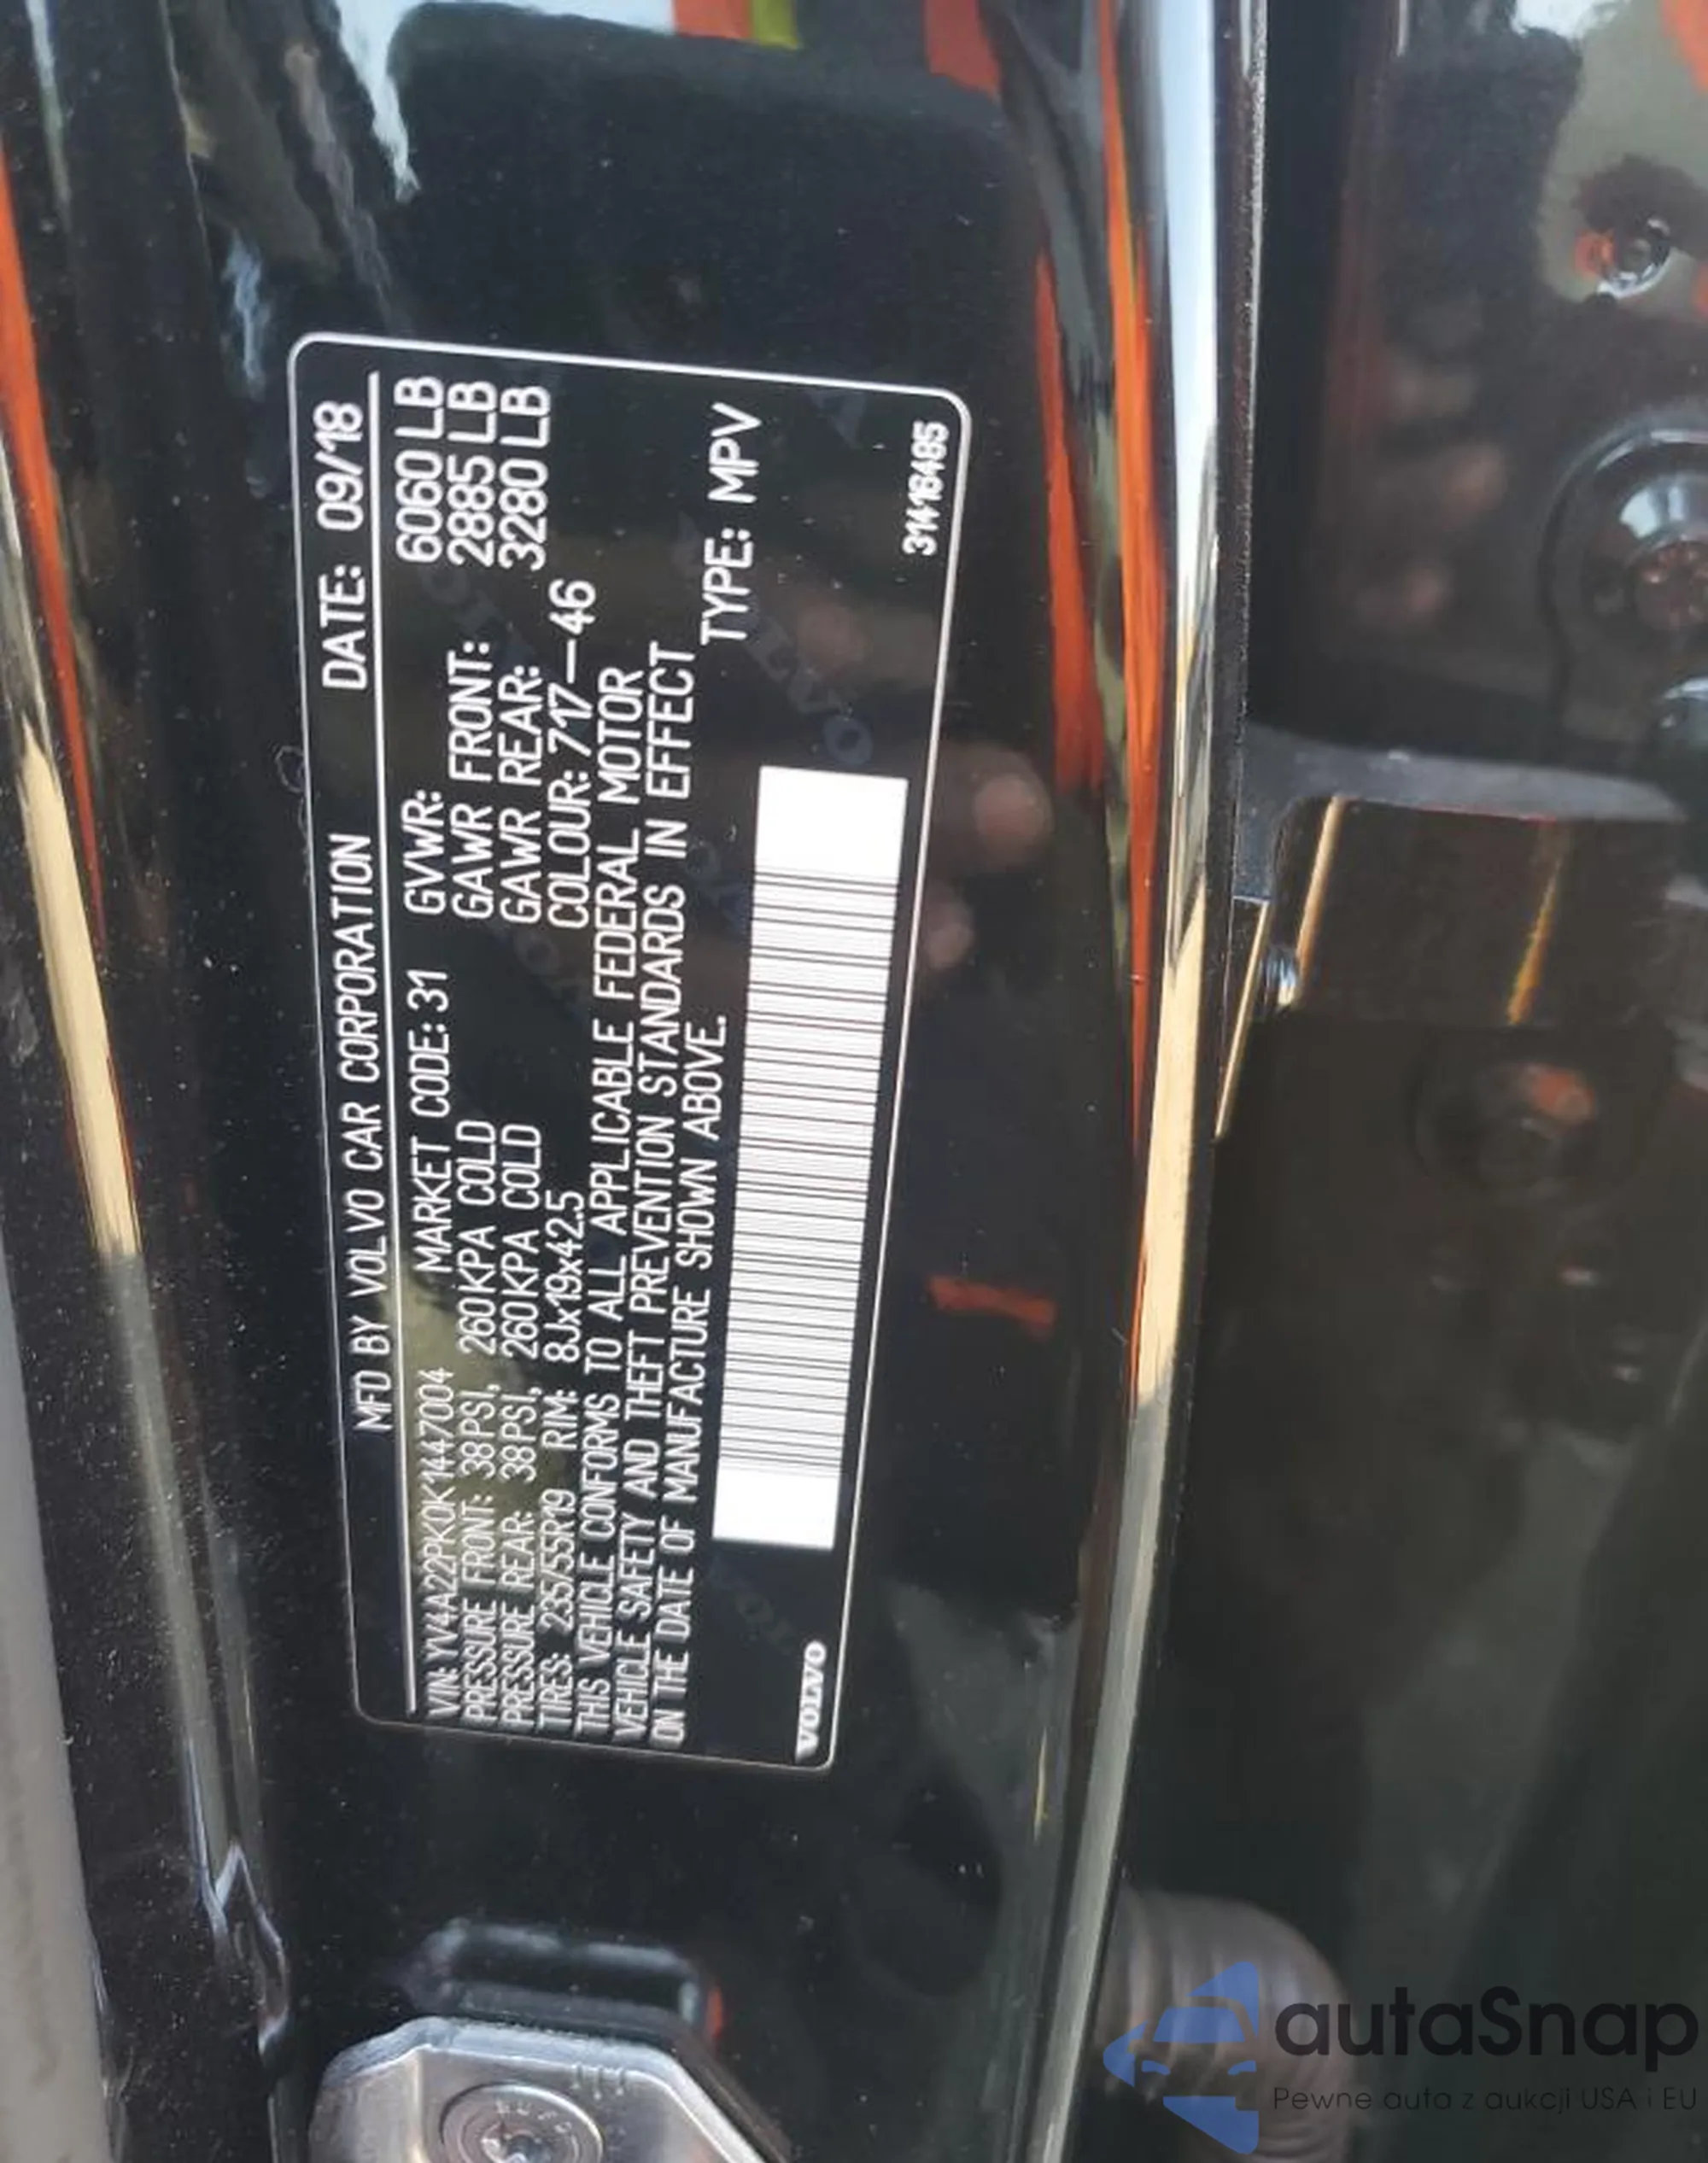 MFD BY VOLVO CAR CORPORATION DATE: 09/18
VIN: YV4A22PK0K1447004 MARKET CODE: 31 GVWR: 6060 LB
PRESSURE FRONT: 38PSI, 260KPA COLD GAWR FRONT: 2885 LB
PRESSURE REAR: 38PSI, 260KPA COLD GAWR REAR: 3280 LB
TIRES: 235/55R19 RIM: 8Jx19x42.5 COLOUR: 717—46
THIS VEHICLE CONFORMS TO ALL APPLICABLE FEDERAL MOTOR
VEHICLE SAFETY AND THEFT PREVENTION STANDARDS IN EFFECT
ON THE DATE OF MANUFACTURE SHOWN ABOVE. TYPE: MPV
VOLVO 31416485
autaSnap
Pewne auta z aukcji USA i EU